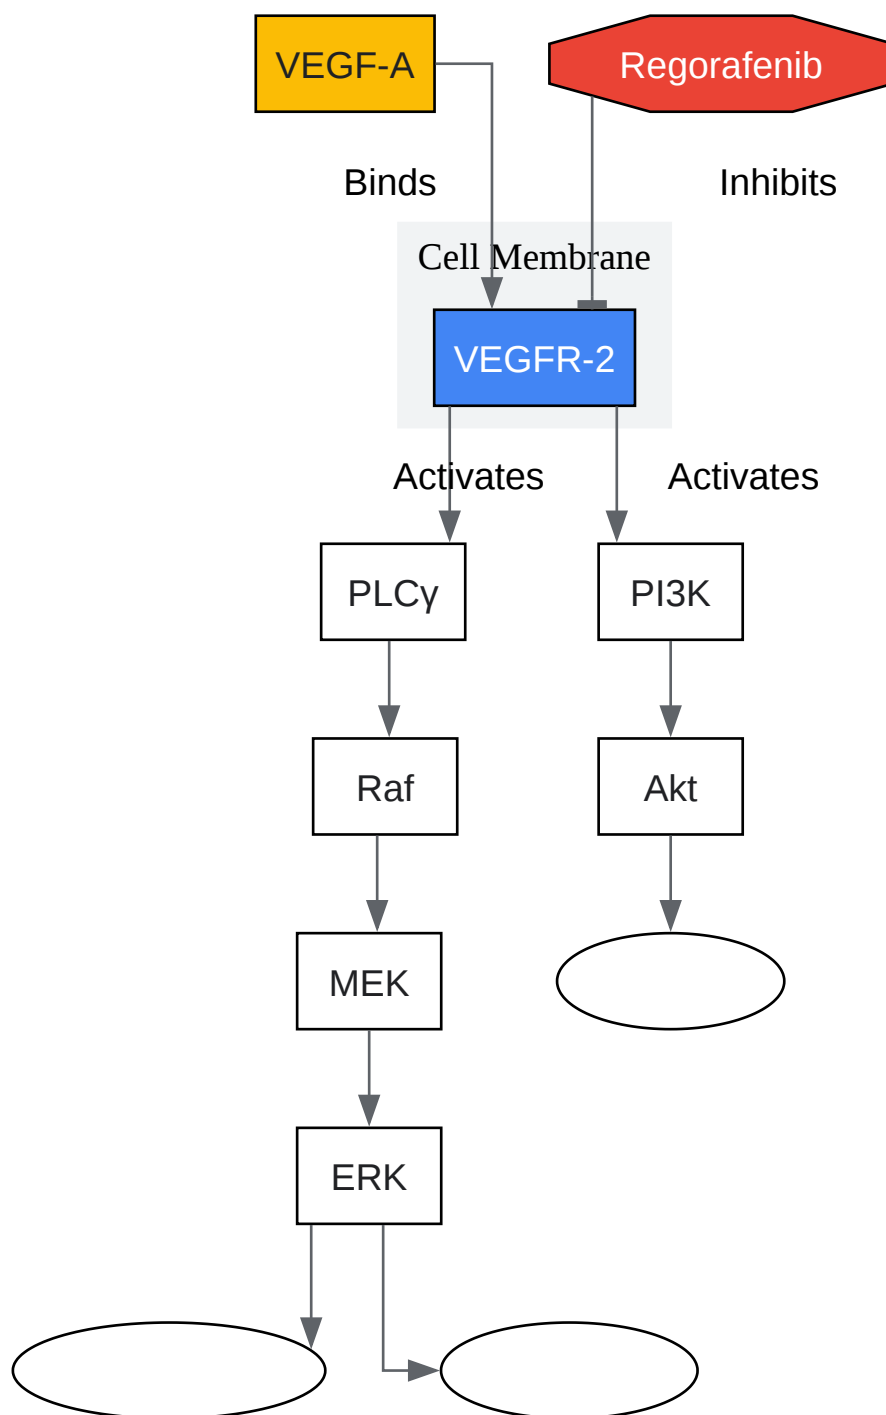 VEGF-A
Regorafenib
Binds
Inhibits
Cell Membrane
VEGFR-2
Activates
Activates
PLCγ
PI3K
Raf
Akt
MEK
ERK